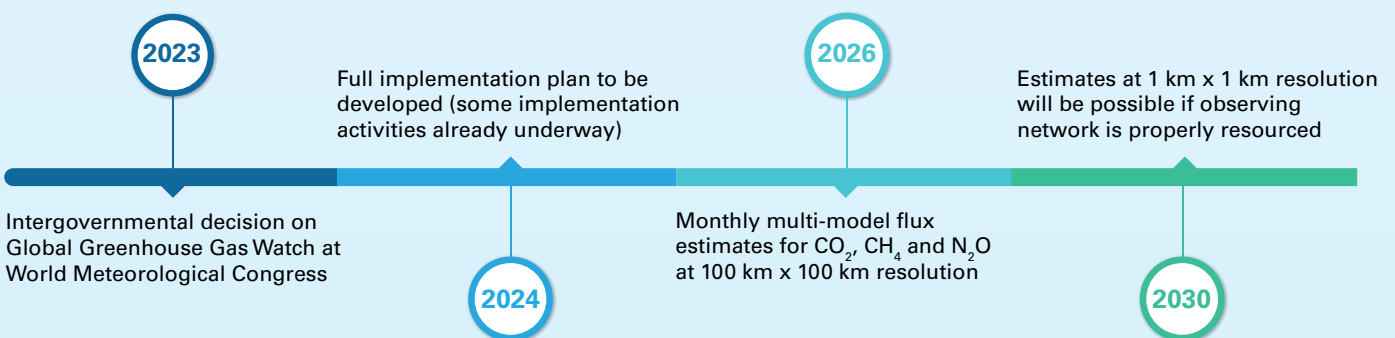 2023
Intergovernmental decision on
Global Greenhouse Gas Watch at
World Meteorological Congress
Full implementation plan to be
developed (some implementation
activities already underway)
2024
2026
Monthly multi-model flux
estimates for CO₂, CH₄ and N₂O
at 100 km x 100 km resolution
Estimates at 1 km x 1 km resolution
will be possible if observing
network is properly resourced
2030